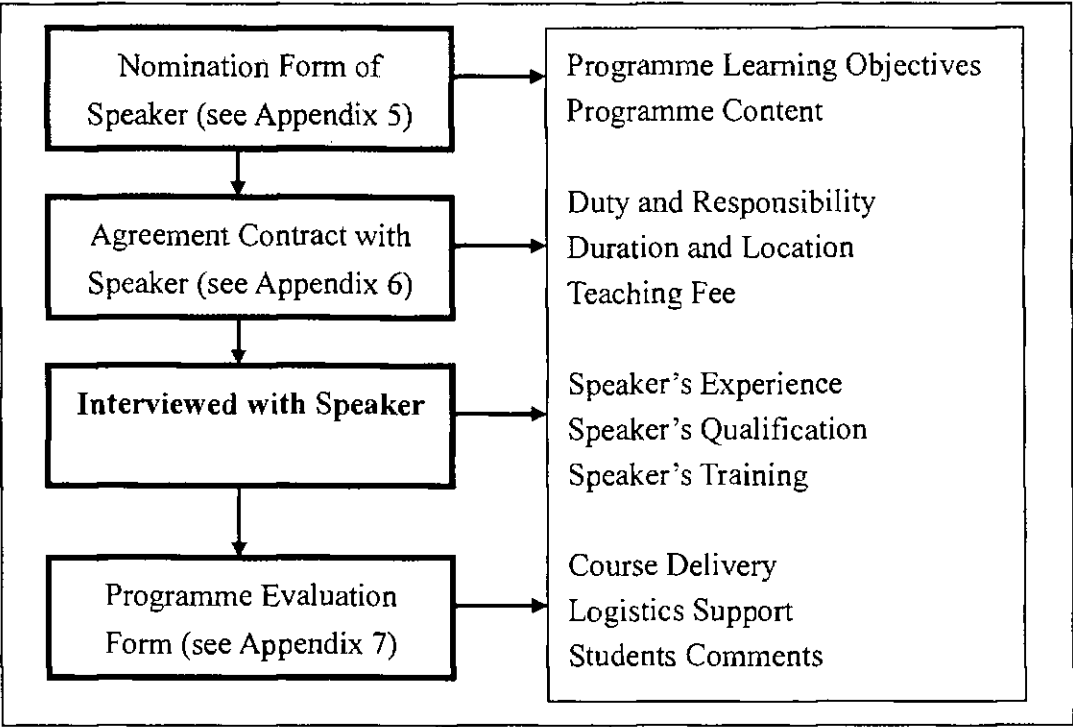 Nomination Form of
Speaker (see Appendix 5)
Programme Learning Objectives
Programme Content
Agreement Contract with
Speaker (see Appendix 6)
Duty and Responsibility
Duration and Location
Teaching Fee
Interviewed with Speaker
Speaker's Experience
Speaker's Qualification
Speaker's Training
Programme Evaluation
Form (see Appendix 7)
Course Delivery
Logistics Support
Students Comments